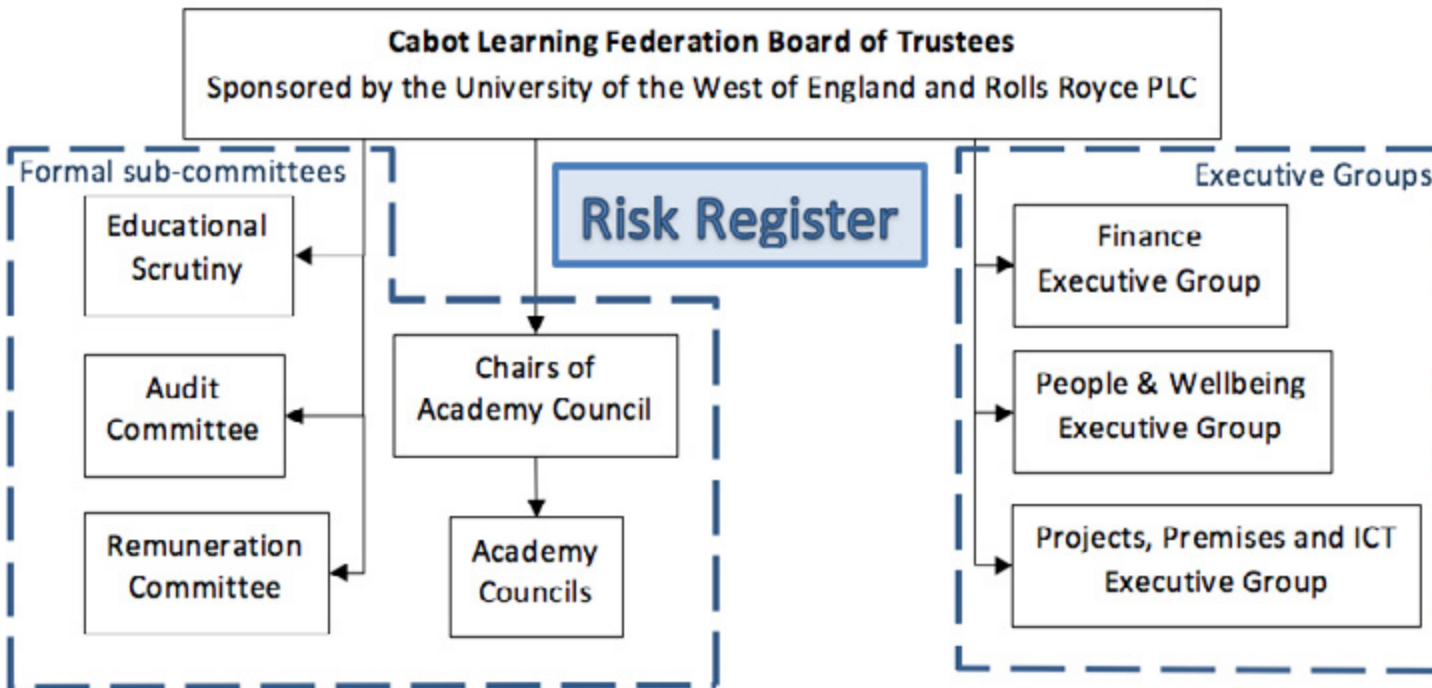 Cabot Learning Federation Board of Trustees
Sponsored by the University of the West of England and Rolls Royce PLC
Formal sub-committees
Educational
Scrutiny
Audit
Committee
Remuneration
Committee
Chairs of
Academy Council
Academy
Councils
Risk Register
Executive Groups
Finance
Executive Group
People & Wellbeing
Executive Group
Projects, Premises and ICT
Executive Group